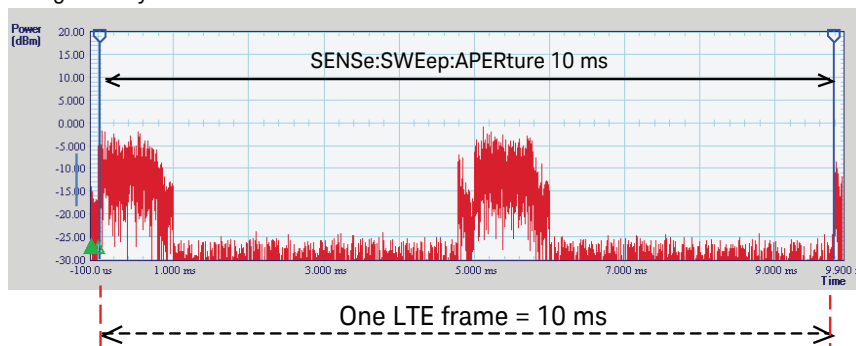 Power
(dBm)
20.00
15.00
10.00
5.000
0.000
-5.000
-10.00
-15.00
-20.00
-25.00
-30.00
SENSe:SWEep:APERture 10 ms
-100.0 us 1.000 ms 3.000 ms 5.000 ms 7.000 ms 9.000 ms 9.900
Time
One LTE frame = 10 ms